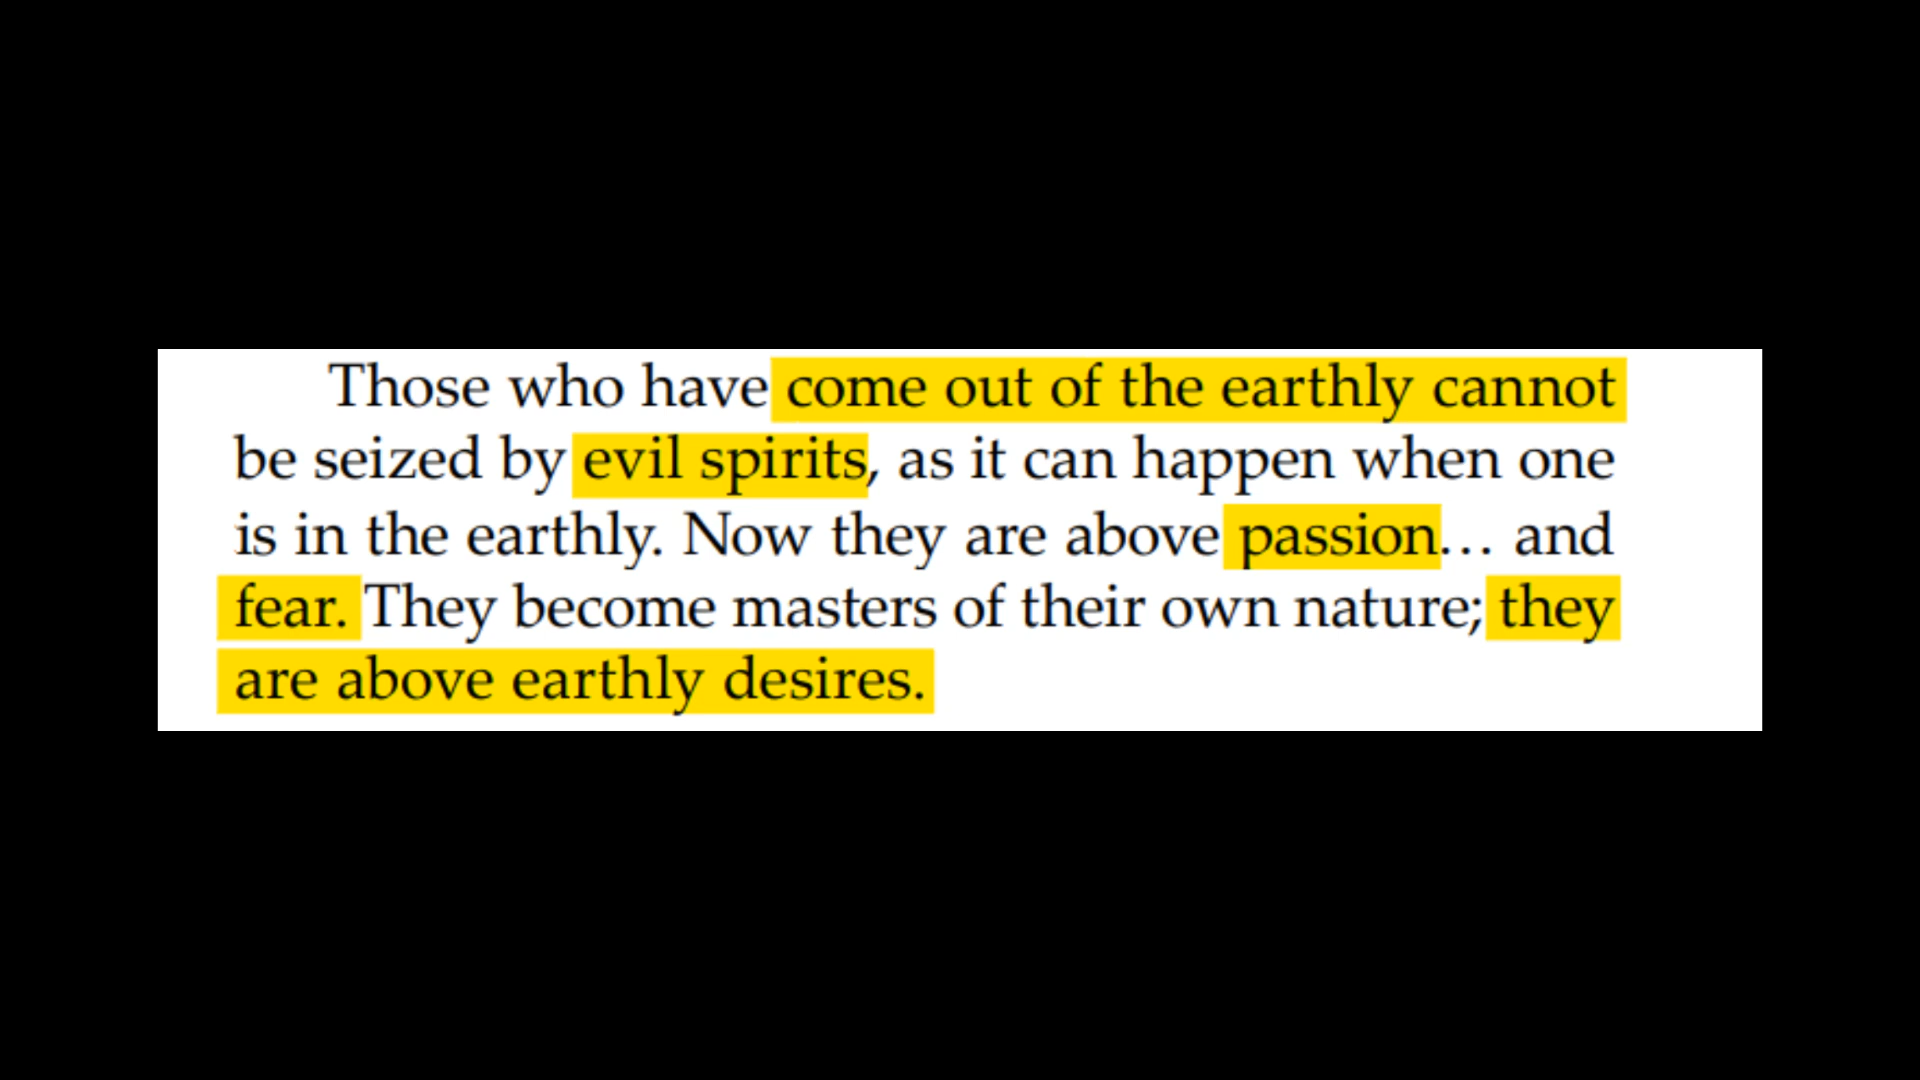 Those who have come out of the earthly cannot
be seized by evil spirits, as it can happen when one
is in the earthly. Now they are above passion… and
fear. They become masters of their own nature; they
are above earthly desires.